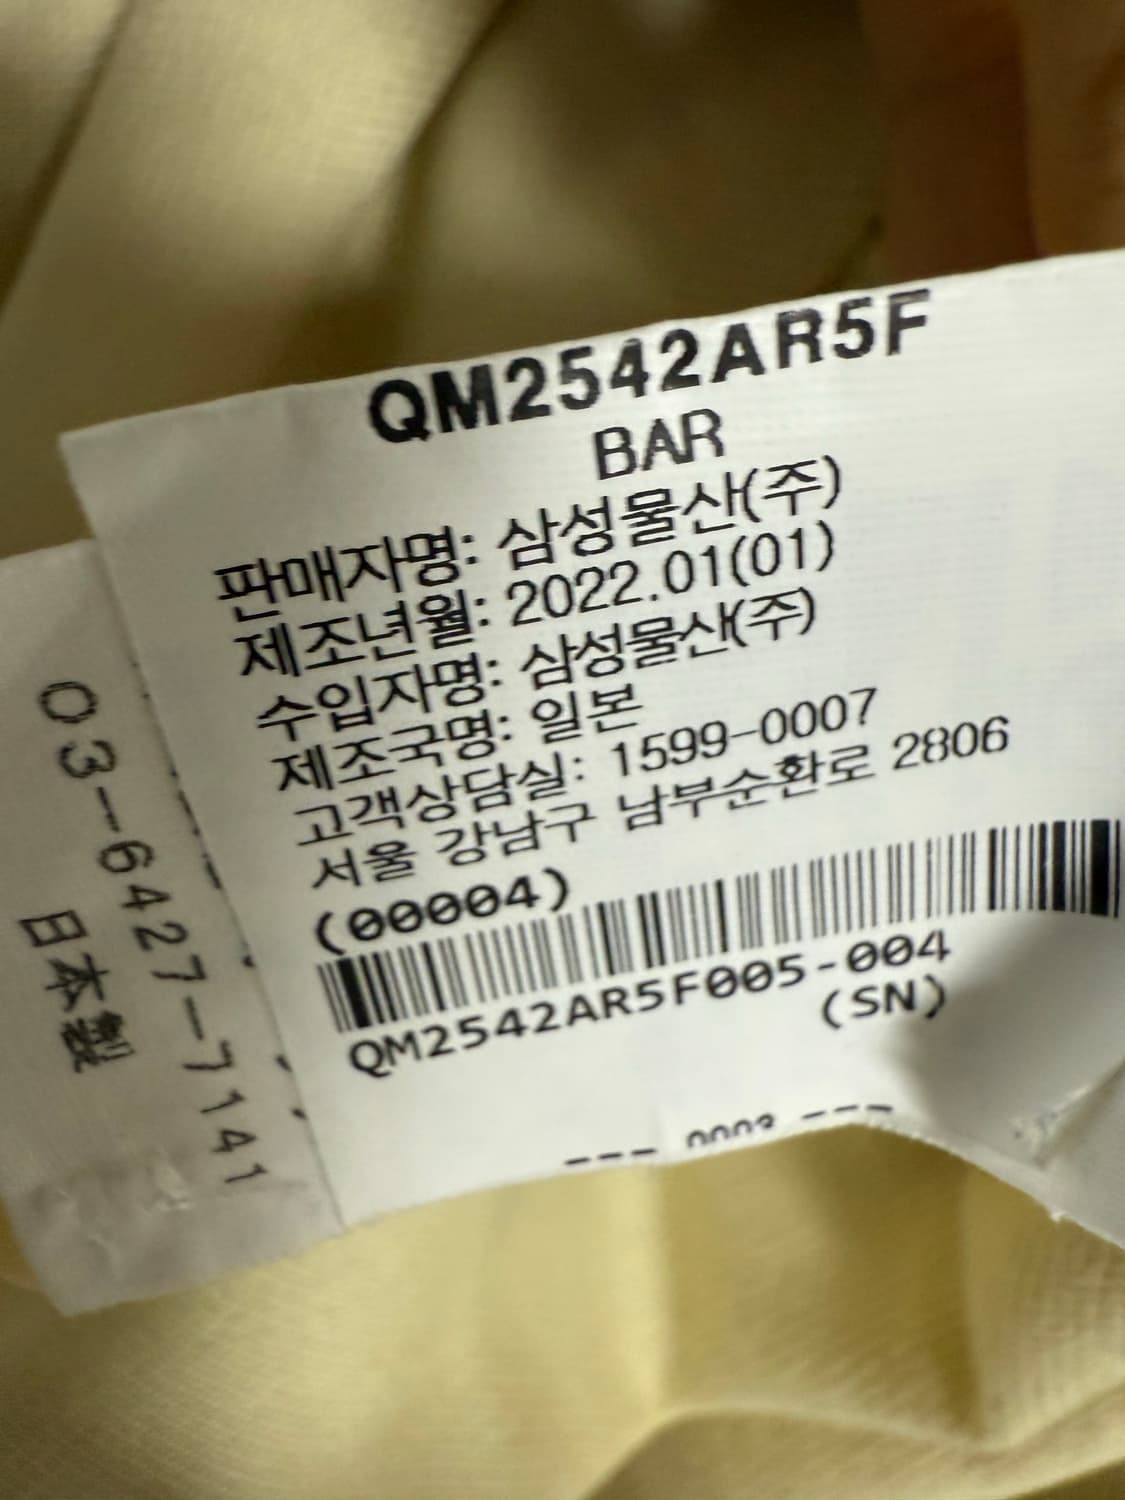 QM2542AR5F
BAR
판매자명: 삼성물산(주)
제조년월: 2022.01(01)
수입자명: 삼성물산(주)
제조국명: 일본
고객상담실: 1599-0007
서울 강남구 남부순환로 2806
(00004)
QM2542AR5F005-004
(SN)
--- 0003 ---
03-6427-7141
日本製